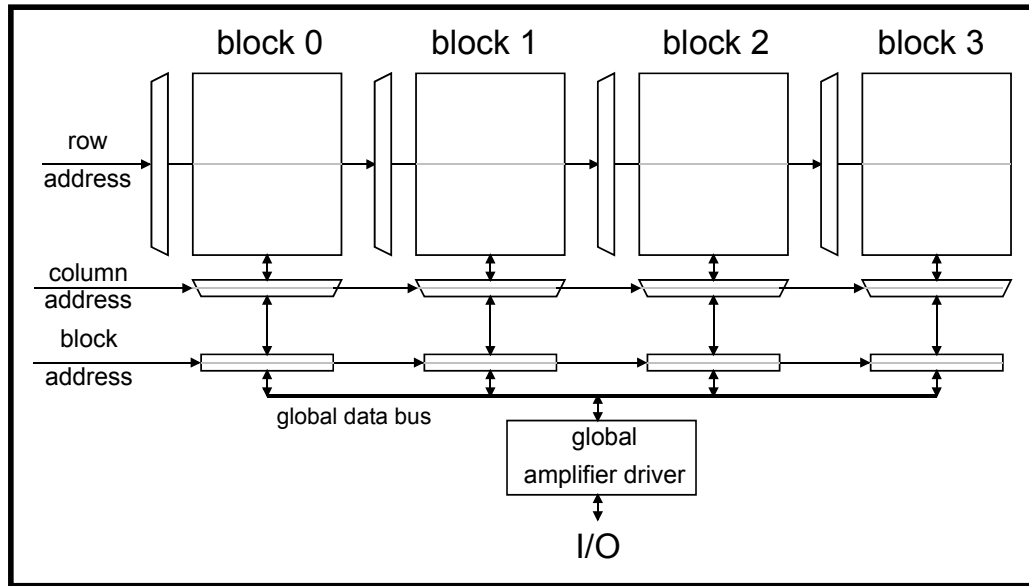 block 0
block 1
block 2
block 3
row
address
column
address
block
address
global data bus
global
amplifier driver
I/O